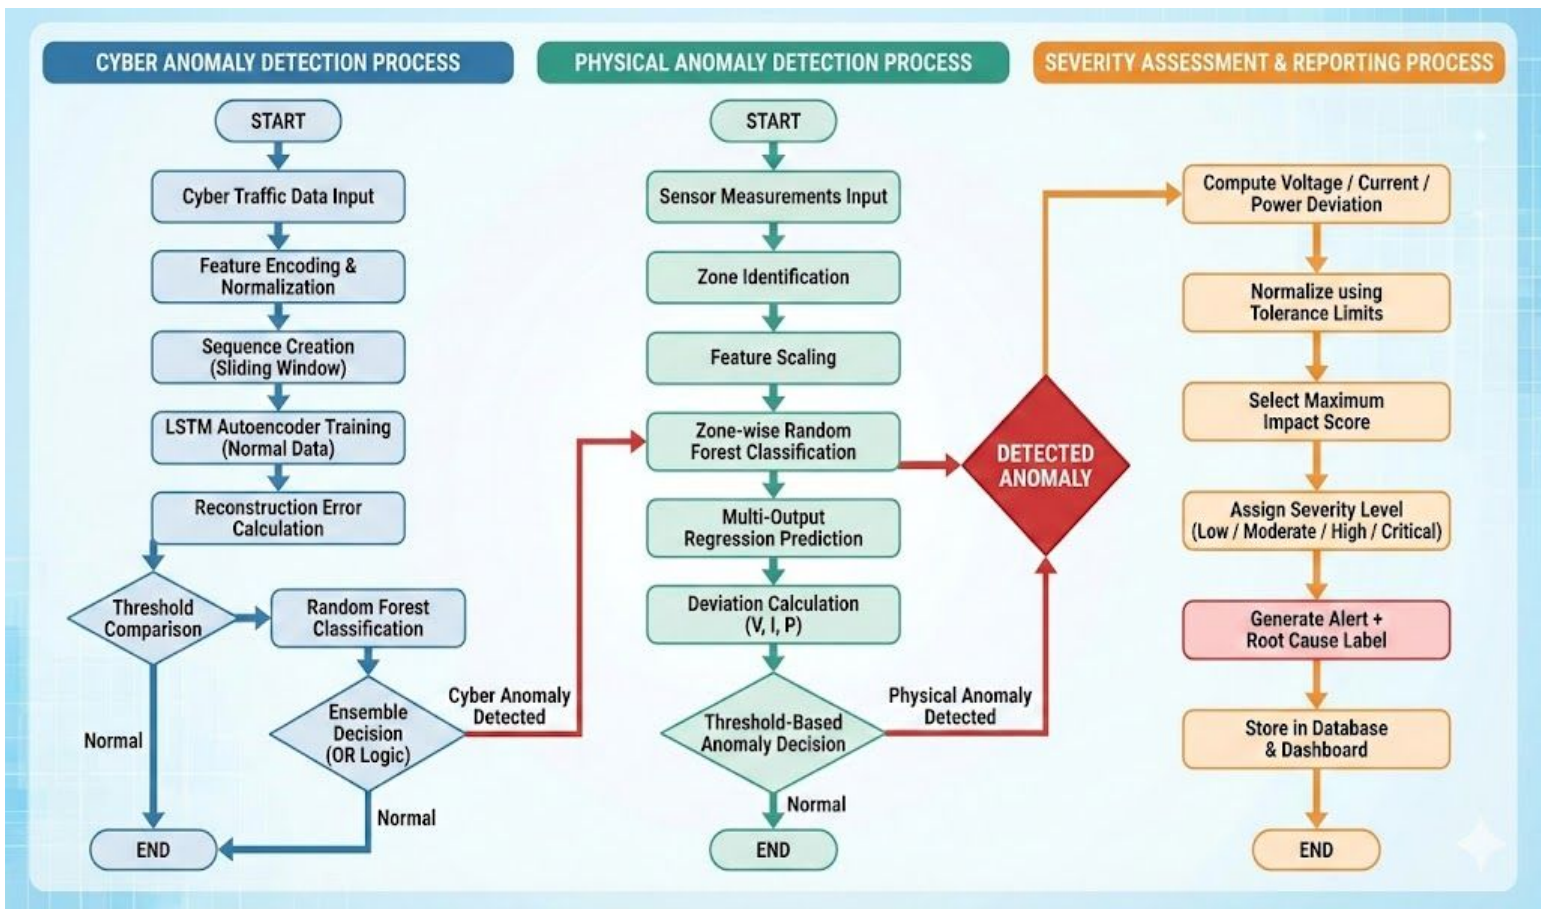 CYBER ANOMALY DETECTION PROCESS
START
Cyber Traffic Data Input
Feature Encoding &
Normalization
Sequence Creation
(Sliding Window)
LSTM Autoencoder Training
(Normal Data)
Reconstruction Error
Calculation
Threshold
Comparison
Random Forest
Classification
Ensemble
Decision
(OR Logic)
Cyber Anomaly
Detected
Normal
Normal
END
PHYSICAL ANOMALY DETECTION PROCESS
START
Sensor Measurements Input
Zone Identification
Feature Scaling
Zone-wise Random
Forest Classification
Multi-Output
Regression Prediction
Deviation Calculation
(V, I, P)
Threshold-Based
Anomaly Decision
Physical Anomaly
Detected
Normal
END
DETECTED
ANOMALY
SEVERITY ASSESSMENT & REPORTING PROCESS
Compute Voltage / Current /
Power Deviation
Normalize using
Tolerance Limits
Select Maximum
Impact Score
Assign Severity Level
(Low / Moderate / High / Critical)
Generate Alert +
Root Cause Label
Store in Database
& Dashboard
END